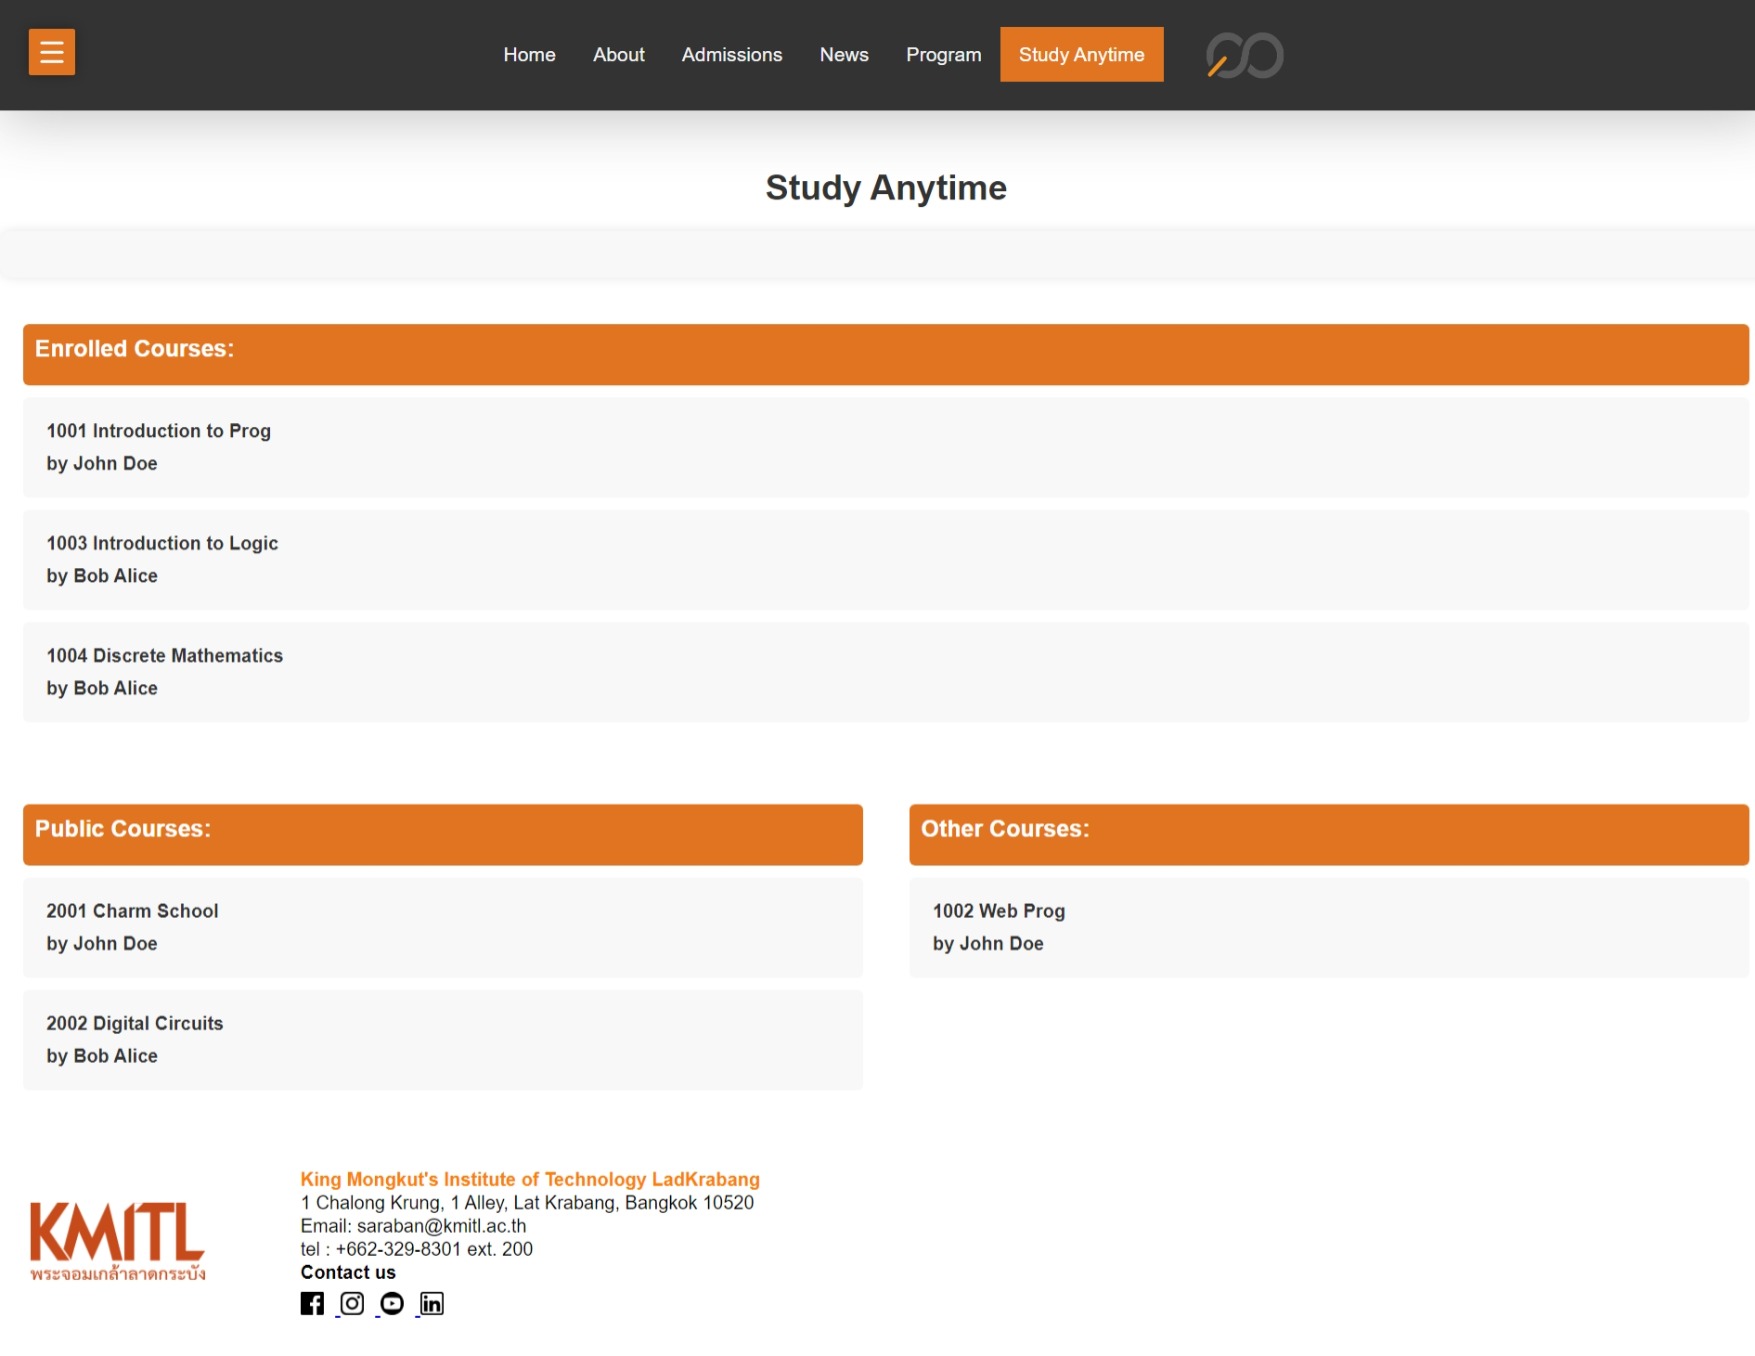 Home About Admissions News Program Study Anytime
Study Anytime
Enrolled Courses:
1001 Introduction to Prog
by John Doe
1003 Introduction to Logic
by Bob Alice
1004 Discrete Mathematics
by Bob Alice
Public Courses:
2001 Charm School
by John Doe
2002 Digital Circuits
by Bob Alice
Other Courses:
1002 Web Prog
by John Doe
KMITL
พระจอมเกล้าลาดกระบัง
King Mongkut's Institute of Technology LadKrabang
1 Chalong Krung, 1 Alley, Lat Krabang, Bangkok 10520
Email: saraban@kmitl.ac.th
tel : +662-329-8301 ext. 200
Contact us